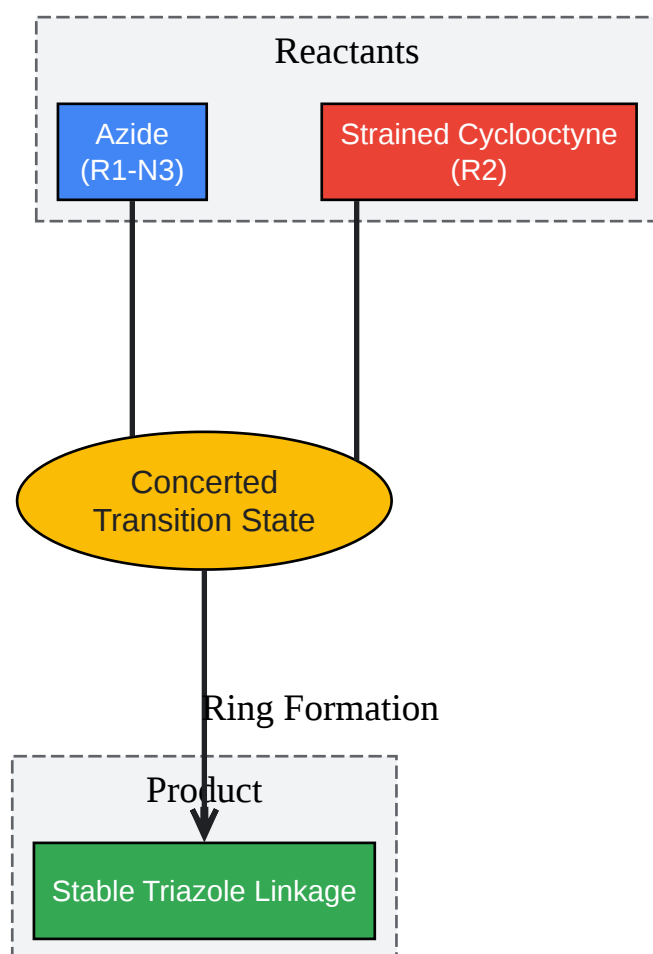 Reactants
Azide
(R1-N3)
Strained Cyclooctyne
(R2)
Concerted
Transition State
Ring Formation
Product
Stable Triazole Linkage